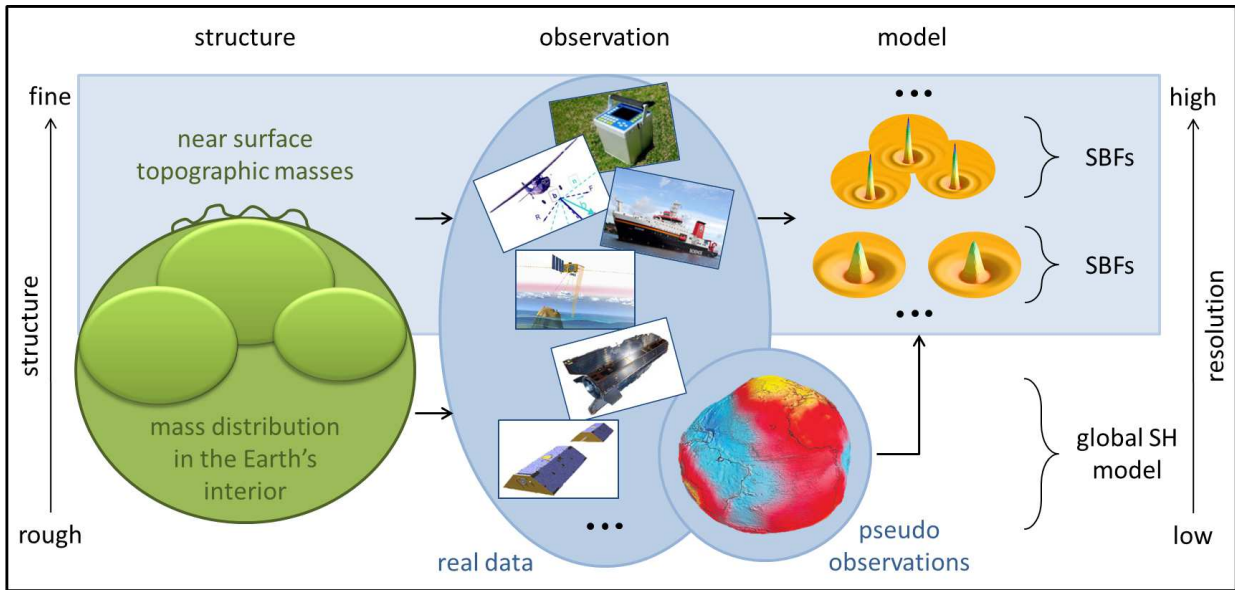 structure
observation
model
fine
structure
rough
near surface
topographic masses
mass distribution
in the Earth's
interior
real data
pseudo
observations
SBFs
SBFs
global SH
model
high
resolution
low